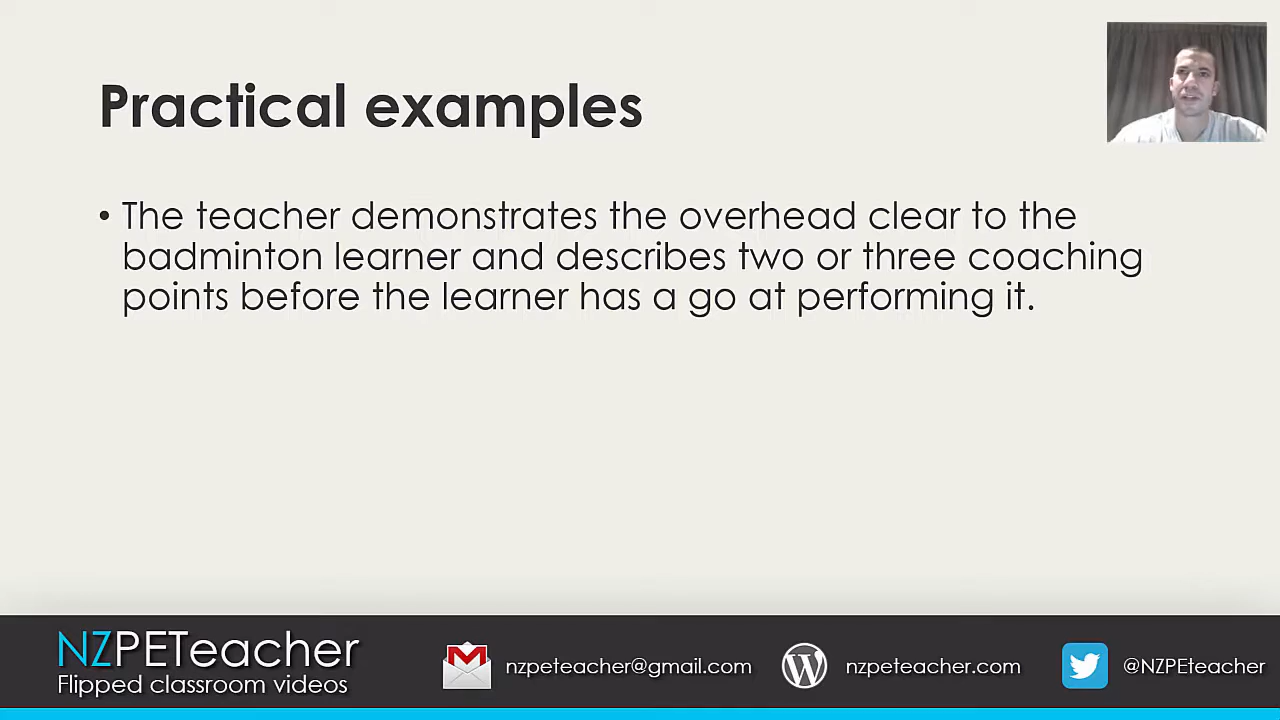 Practical examples
• The teacher demonstrates the overhead clear to the
badminton learner and describes two or three coaching
points before the learner has a go at performing it.
NZPETeacher
Flipped classroom videos
nzpeteacher@gmail.com
nzpeteacher.com
@NZPEteacher